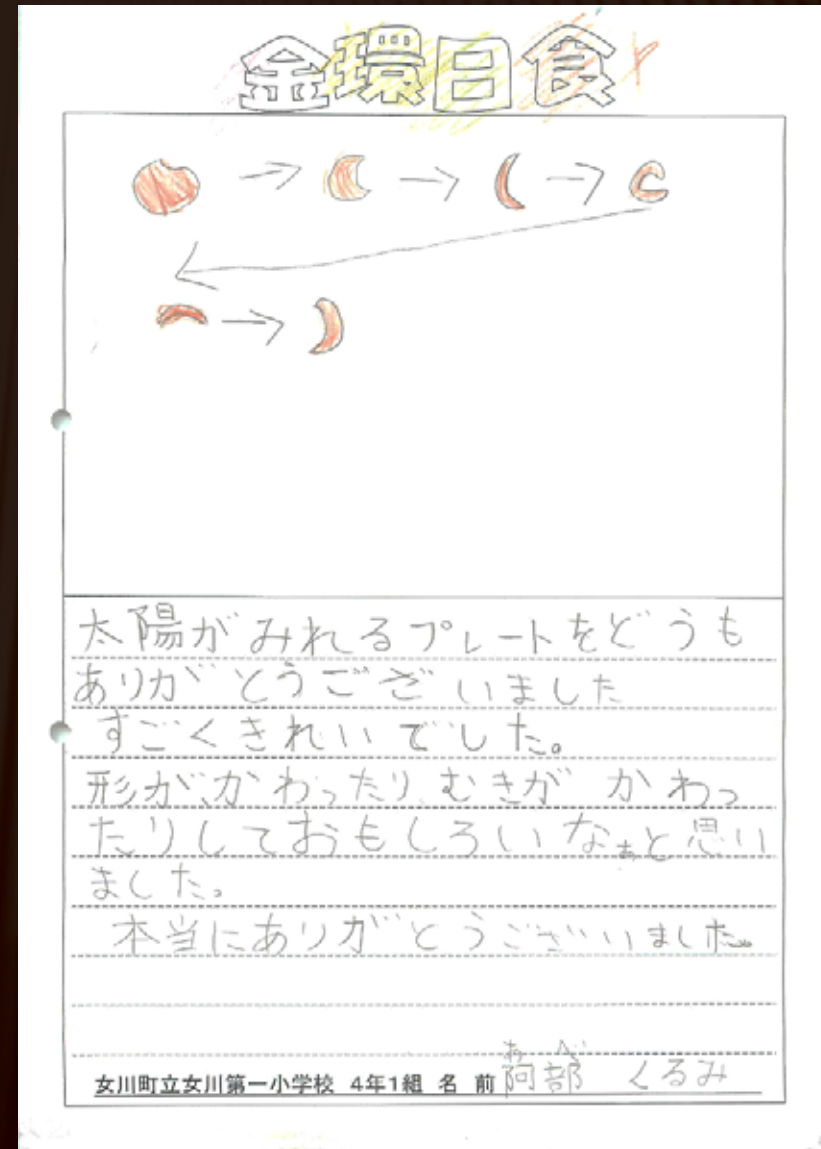 金環日食
太陽がみれるプレートをどうも
ありがとうございました
すごくきれいでした。
形が、かわったり、むきが かわっ
たりしておもしろいなぁと思い
ました。
本当にありがとうございました。
あ べ
女川町立女川第一小学校 4年1組 名 前 阿部 くるみ